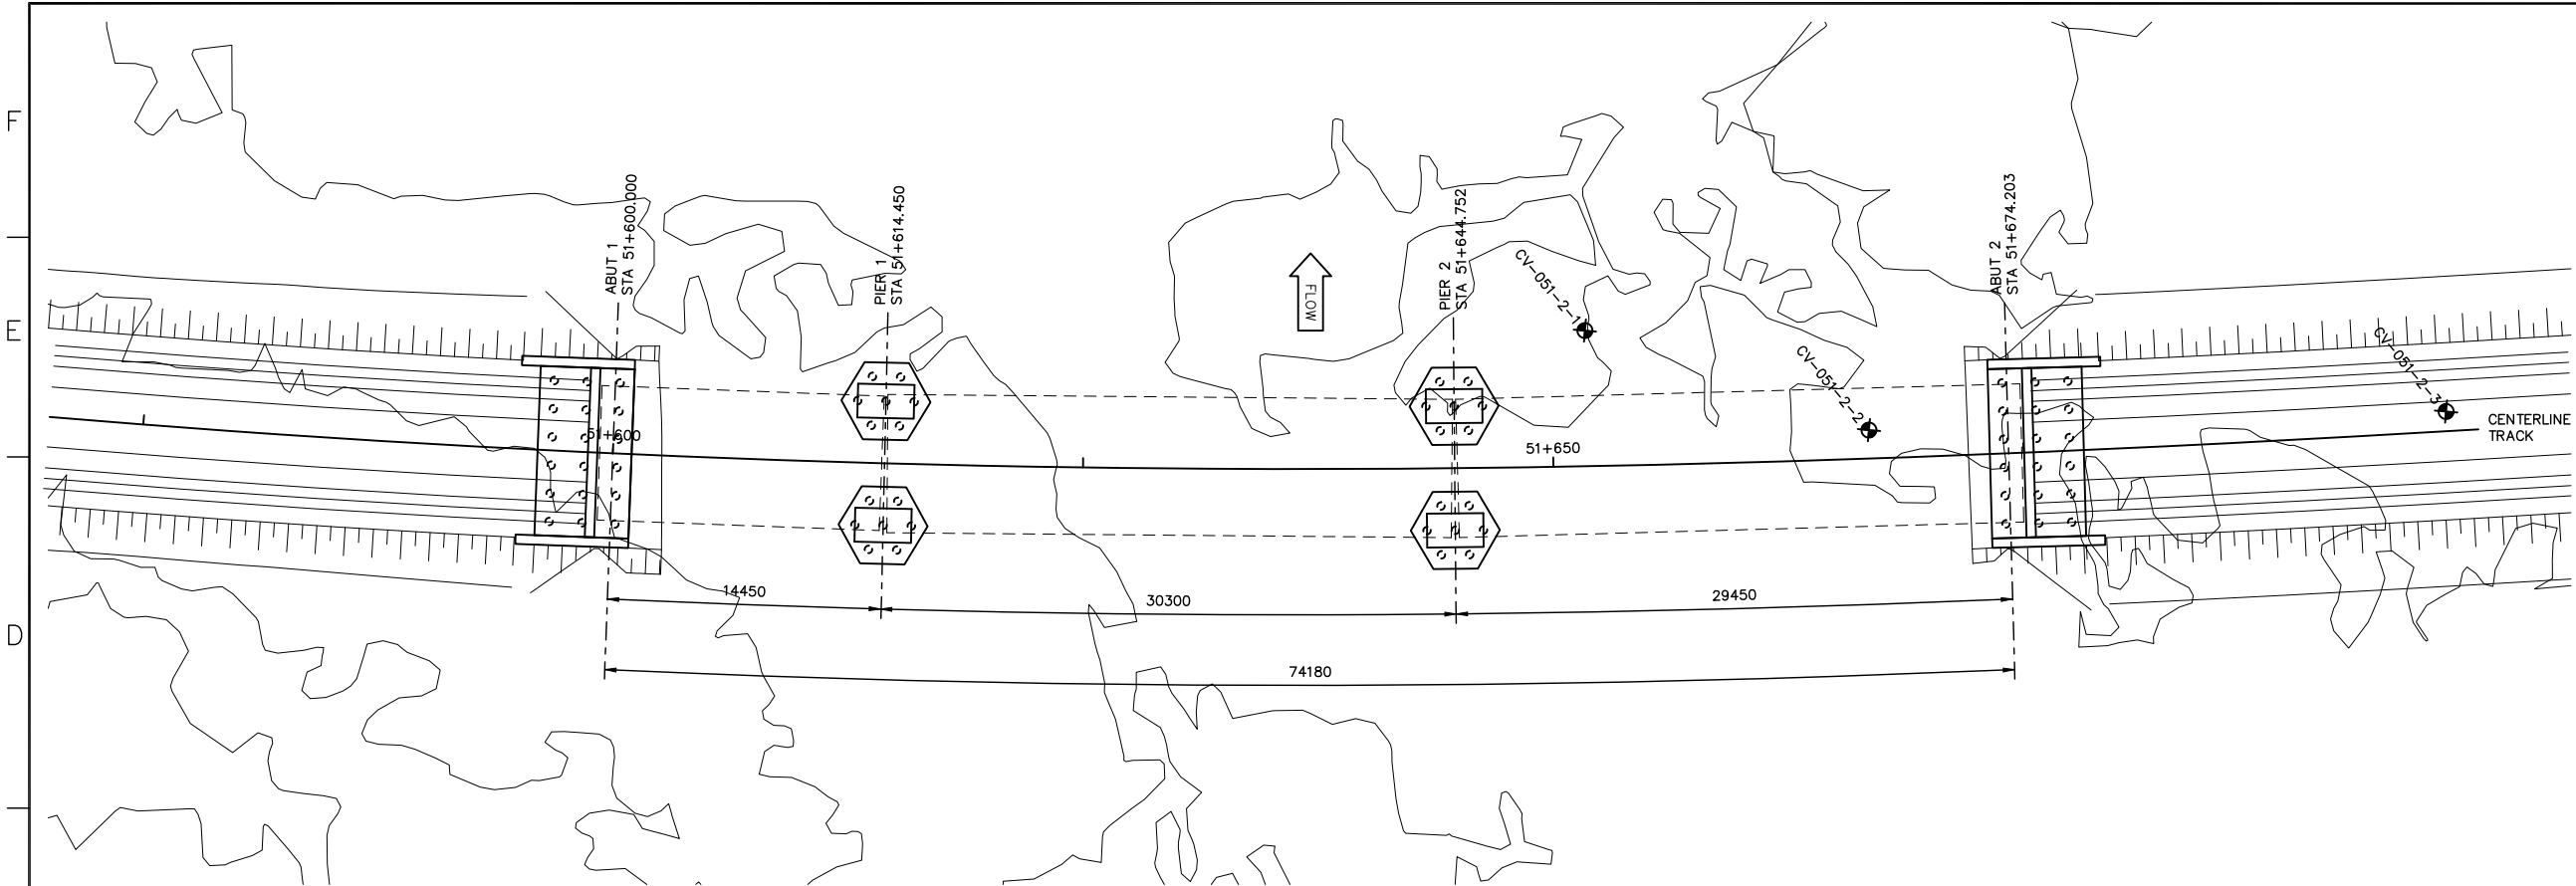 F
E
D
ABUT 1
STA 51+600.000
PIER 1
STA 51+614.450
FLOW
PIER 2
STA 51+644.752
CV-051-2-1
CV-051-2-2
ABUT 2
STA 51+674.203
CV-051-2-3
CENTERLINE
TRACK
51+600
51+650
14450
30300
29450
74180